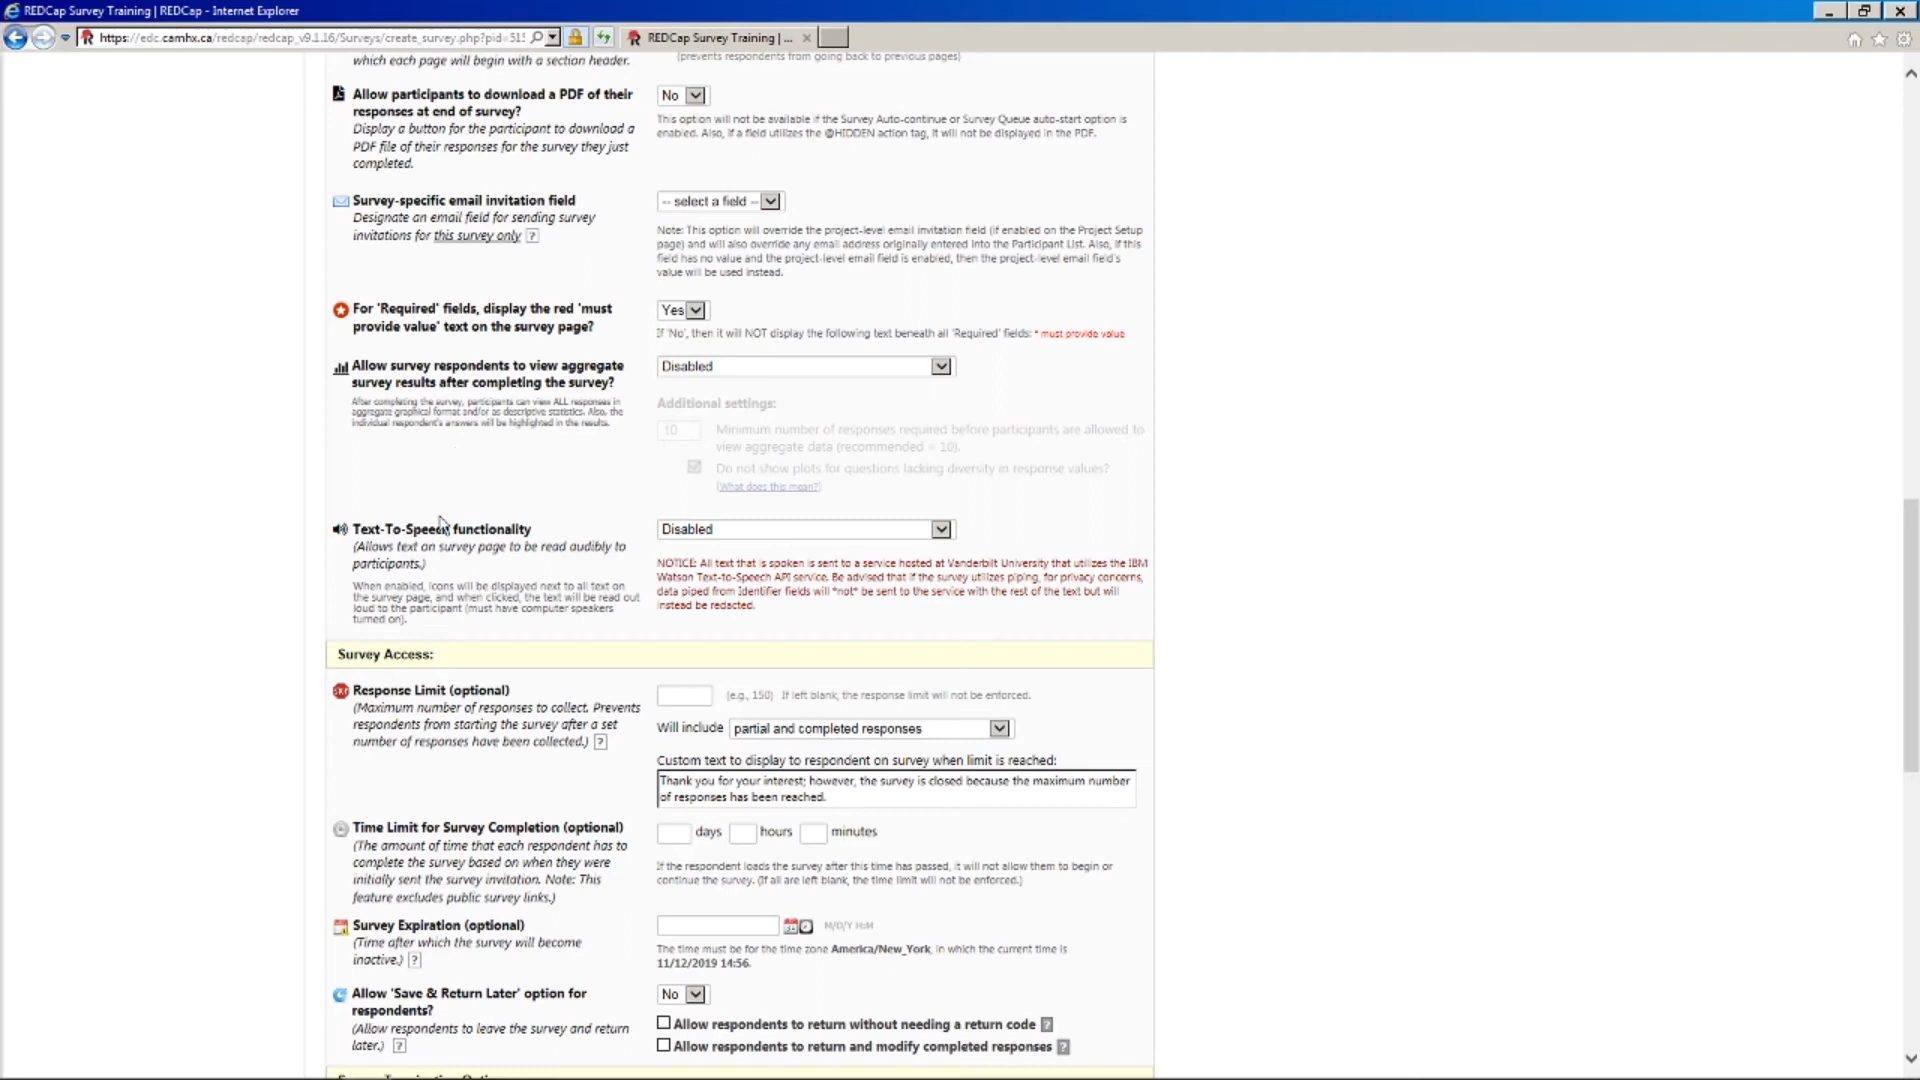 REDCap Survey Training | REDCap - Internet Explorer
https://edc.camhx.ca/redcap/redcap_v9.1.16/Surveys/create_survey.php?pid=515
REDCap Survey Training | ...
which each page will begin with a section header.
(prevents respondents from going back to previous pages)
Allow participants to download a PDF of their
responses at end of survey?
Display a button for the participant to download a
PDF file of their responses for the survey they just
completed.
No
This option will not be available if the Survey Auto-continue or Survey Queue auto-start option is
enabled. Also, if a field utilizes the @HIDDEN action tag, it will not be displayed in the PDF.
Survey-specific email invitation field
Designate an email field for sending survey
invitations for this survey only ?
-- select a field --
Note: This option will override the project-level email invitation field (if enabled on the Project Setup
page) and will also override any email address originally entered into the Participant List. Also, if this
field has no value and the project-level email field is enabled, then the project-level email field's
value will be used instead.
For 'Required' fields, display the red 'must
provide value' text on the survey page?
Yes
If 'No', then it will NOT display the following text beneath all 'Required' fields: * must provide value
Allow survey respondents to view aggregate
survey results after completing the survey?
After completing the survey, participants can view ALL responses in
aggregate graphical format and/or as descriptive statistics. Also, the
individual respondent's answers will be highlighted in the results.
Disabled
Additional settings:
10 Minimum number of responses required before participants are allowed to
view aggregate data (recommended = 10).
Do not show plots for questions lacking diversity in response values?
(What does this mean?)
Text-To-Speech functionality
(Allows text on survey page to be read audibly to
participants.)
When enabled, icons will be displayed next to all text on
the survey page, and when clicked, the text will be read out
loud to the participant (must have computer speakers
turned on).
Disabled
NOTICE: All text that is spoken is sent to a service hosted at Vanderbilt University that utilizes the IBM
Watson Text-to-Speech API service. Be advised that if the survey utilizes piping, for privacy concerns,
data piped from Identifier fields will *not* be sent to the service with the rest of the text but will
instead be redacted.
Survey Access:
Response Limit (optional)
(Maximum number of responses to collect. Prevents
respondents from starting the survey after a set
number of responses have been collected.) ?
(e.g., 150) If left blank, the response limit will not be enforced.
Will include partial and completed responses
Custom text to display to respondent on survey when limit is reached:
Thank you for your interest; however, the survey is closed because the maximum number
of responses has been reached.
Time Limit for Survey Completion (optional)
(The amount of time that each respondent has to
complete the survey based on when they were
initially sent the survey invitation. Note: This
feature excludes public survey links.)
days hours minutes
If the respondent loads the survey after this time has passed, it will not allow them to begin or
continue the survey. (If all are left blank, the time limit will not be enforced.)
Survey Expiration (optional)
(Time after which the survey will become
inactive.) ?
M/D/Y H:M
The time must be for the time zone America/New_York, in which the current time is
11/12/2019 14:56.
Allow 'Save & Return Later' option for
respondents?
(Allow respondents to leave the survey and return
later.) ?
No
Allow respondents to return without needing a return code ?
Allow respondents to return and modify completed responses ?